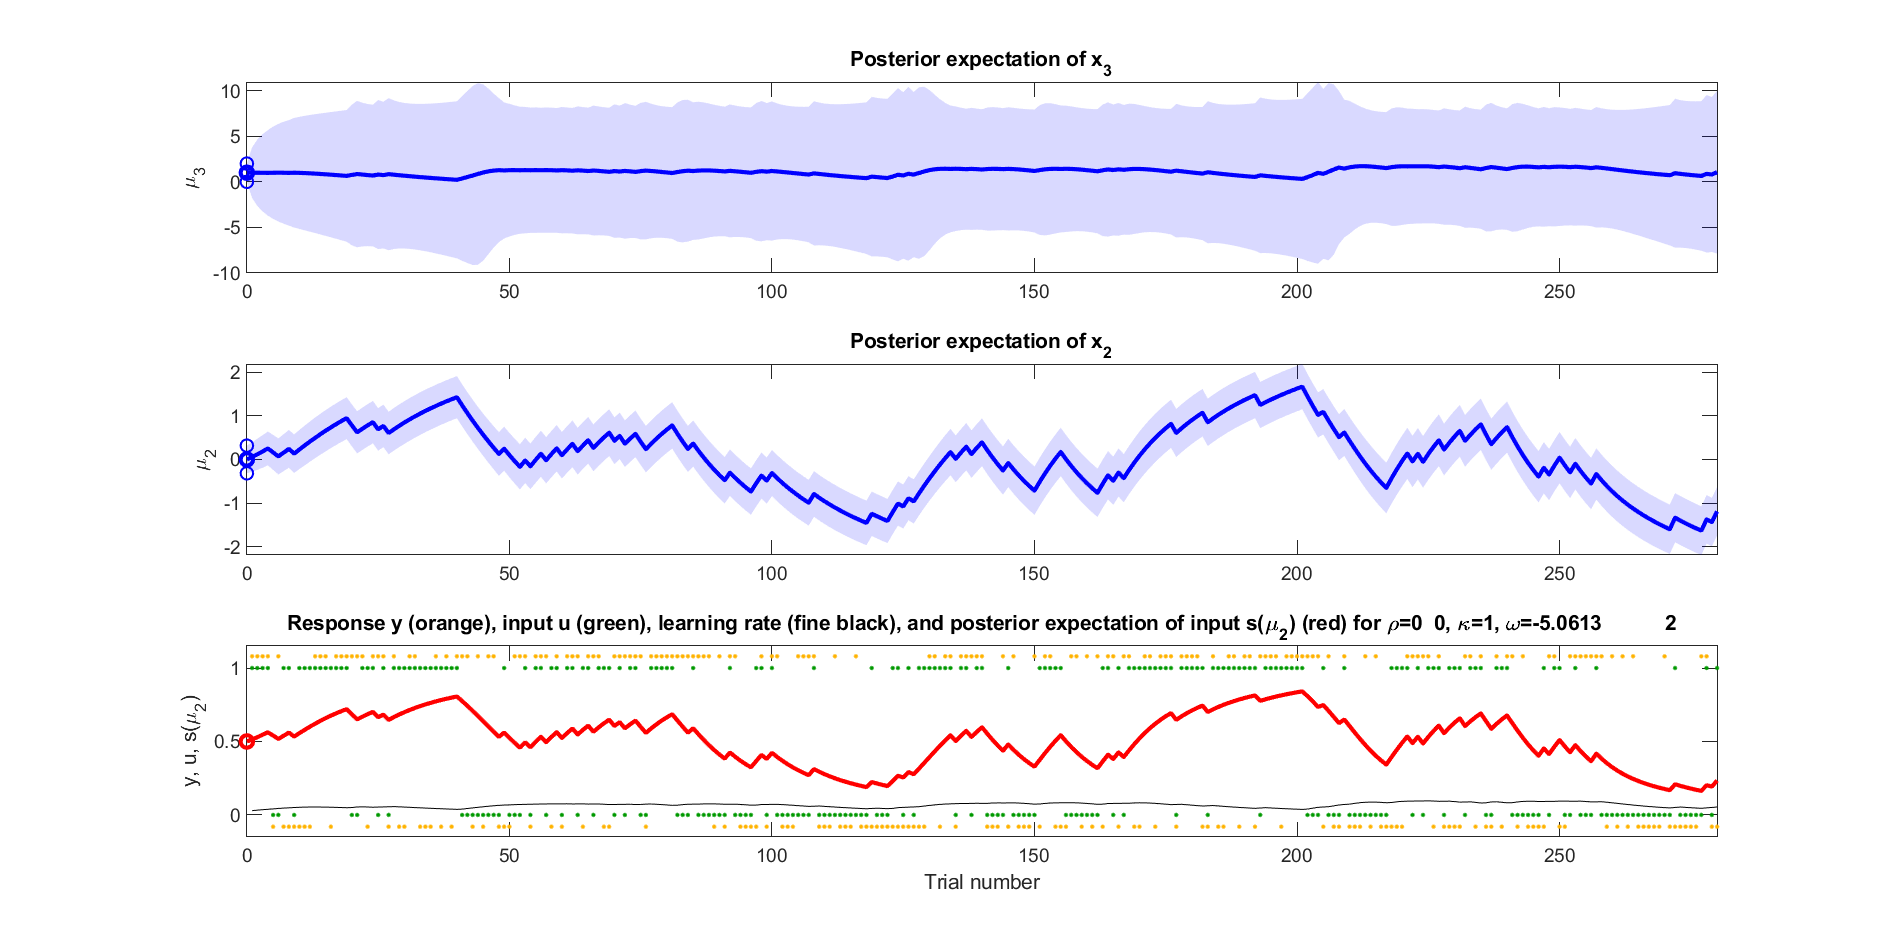 Posterior expectation of x3
10
5
0
-5
-10
μ3
0 50 100 150 200 250
Posterior expectation of x2
2
1
0
-1
-2
μ2
0 50 100 150 200 250
Response y (orange), input u (green), learning rate (fine black), and posterior expectation of input s(μ2) (red) for ρ=0 0, κ=1, ω=-5.0613 2
1
0.5
0
y, u, s(μ2)
0 50 100 150 200 250
Trial number